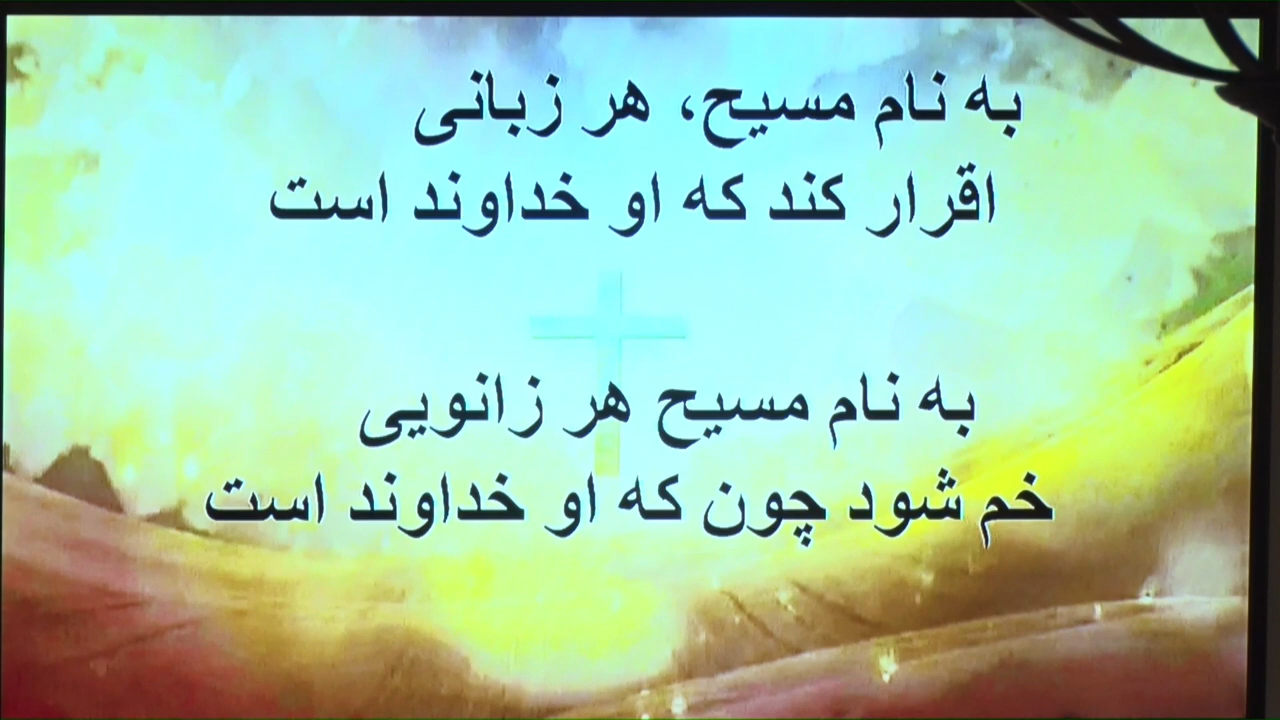 به نام مسیح، هر زبانی
اقرار کند که او خداوند است
به نام مسیح هر زانویی
خم شود چون که او خداوند است